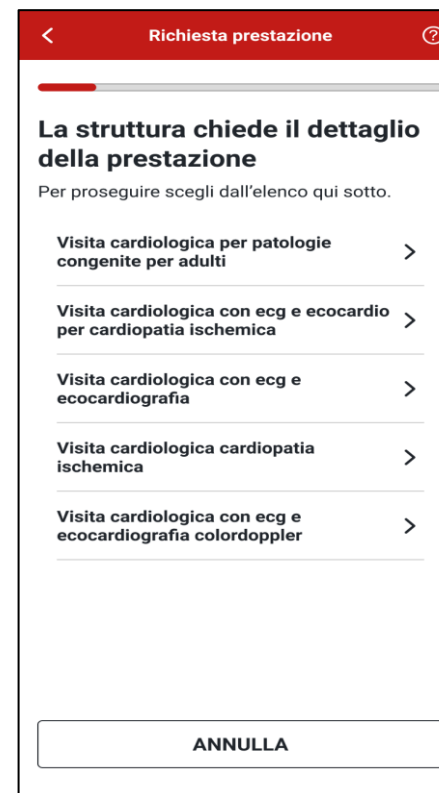 Richiesta prestazione
La struttura chiede il dettaglio
della prestazione
Per proseguire scegli dall'elenco qui sotto.
Visita cardiologica per patologie
congenite per adulti
Visita cardiologica con ecg e ecocardio
per cardiopatia ischemica
Visita cardiologica con ecg e
ecocardiografia
Visita cardiologica cardiopatia
ischemica
Visita cardiologica con ecg e
ecocardiografia colordoppler
ANNULLA